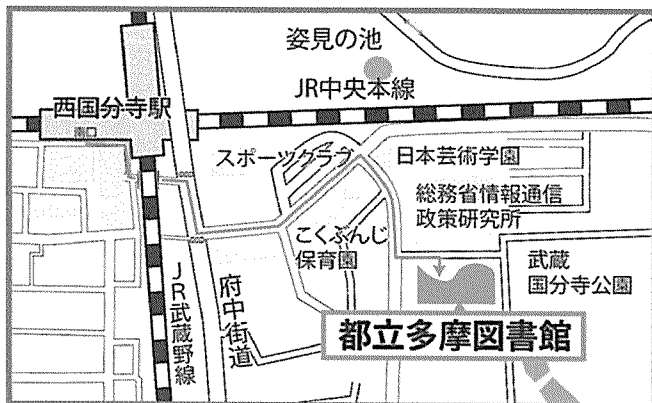 姿見の池
JR中央本線
西国分寺駅
南口
スポーツクラブ
日本芸術学園
総務省情報通信
政策研究所
こくぶんじ
保育園
武蔵
国分寺公園
JR武蔵野線
府中街道
都立多摩図書館